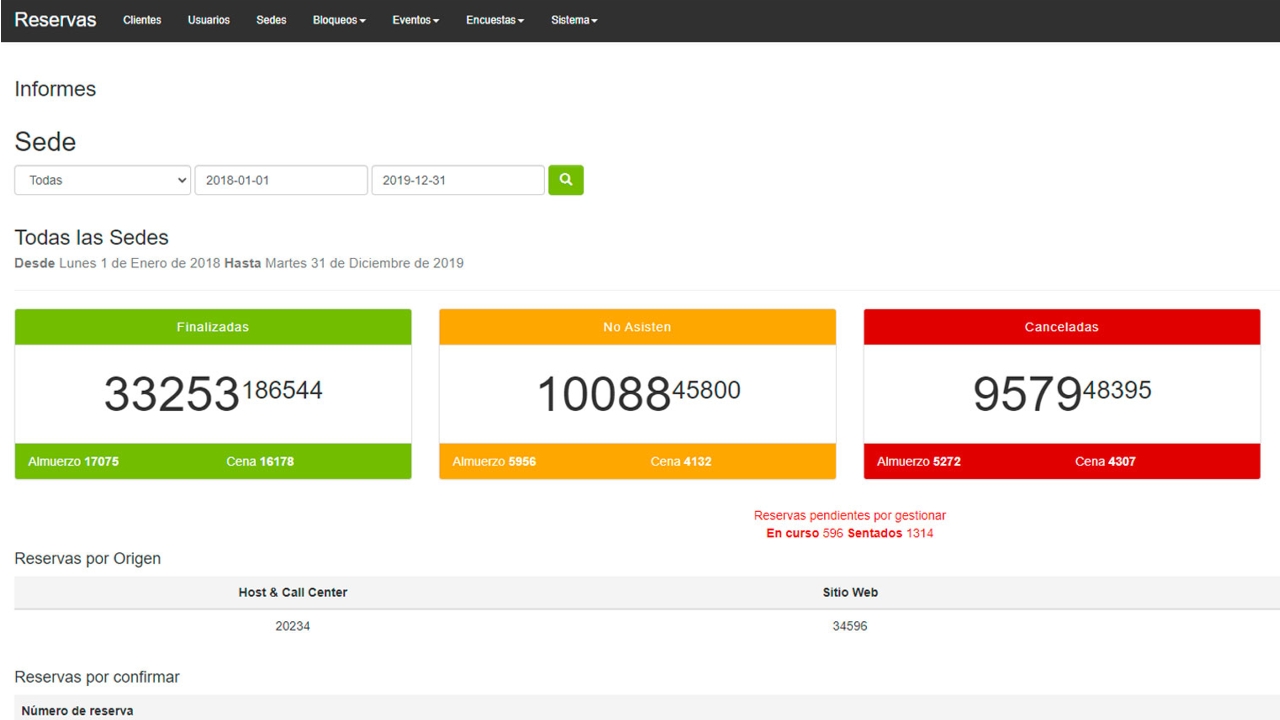 Reservas Clientes Usuarios Sedes Bloqueos Eventos Encuestas Sistema
Informes
Sede
Todas 2018-01-01 2019-12-31
Todas las Sedes
Desde Lunes 1 de Enero de 2018 Hasta Martes 31 de Diciembre de 2019
Finalizadas
33253 186544
Almuerzo 17075 Cena 16178
No Asisten
10088 45800
Almuerzo 5956 Cena 4132
Canceladas
9579 48395
Almuerzo 5272 Cena 4307
Reservas pendientes por gestionar
En curso 596 Sentados 1314
Reservas por Origen
Host & Call Center Sitio Web
20234 34596
Reservas por confirmar
Número de reserva